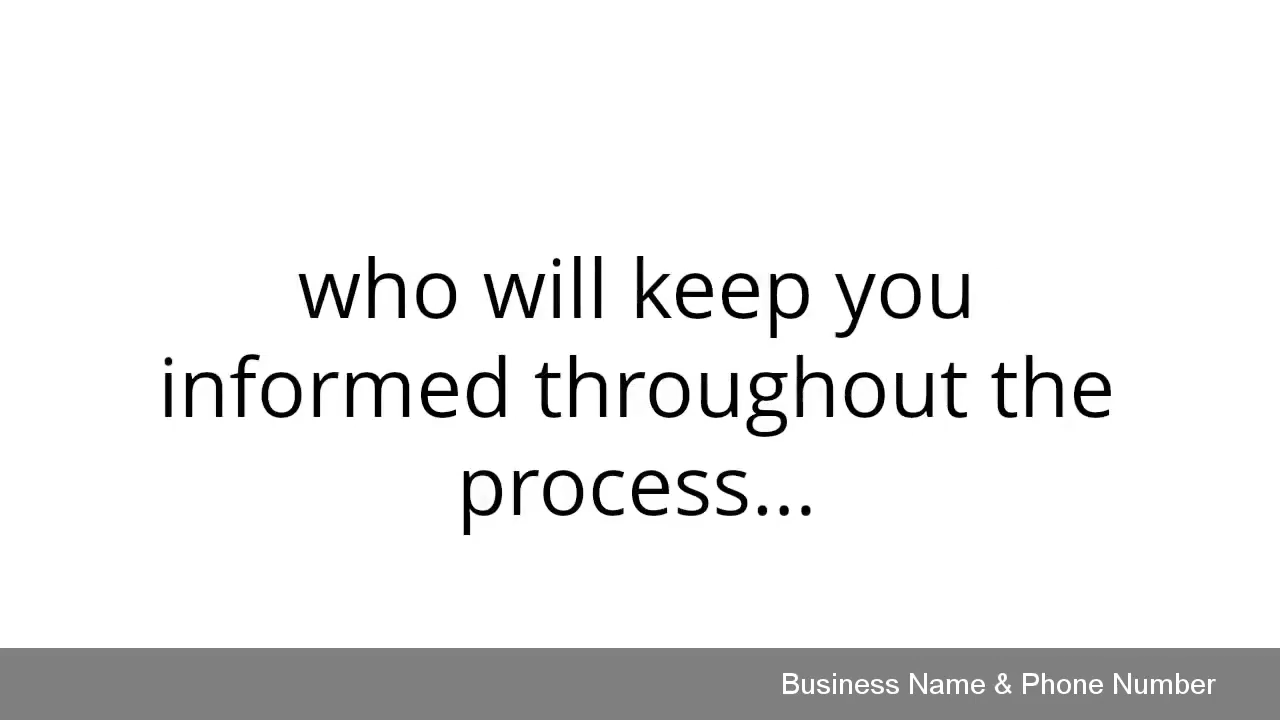 who will keep you
informed throughout the
process...
Business Name & Phone Number